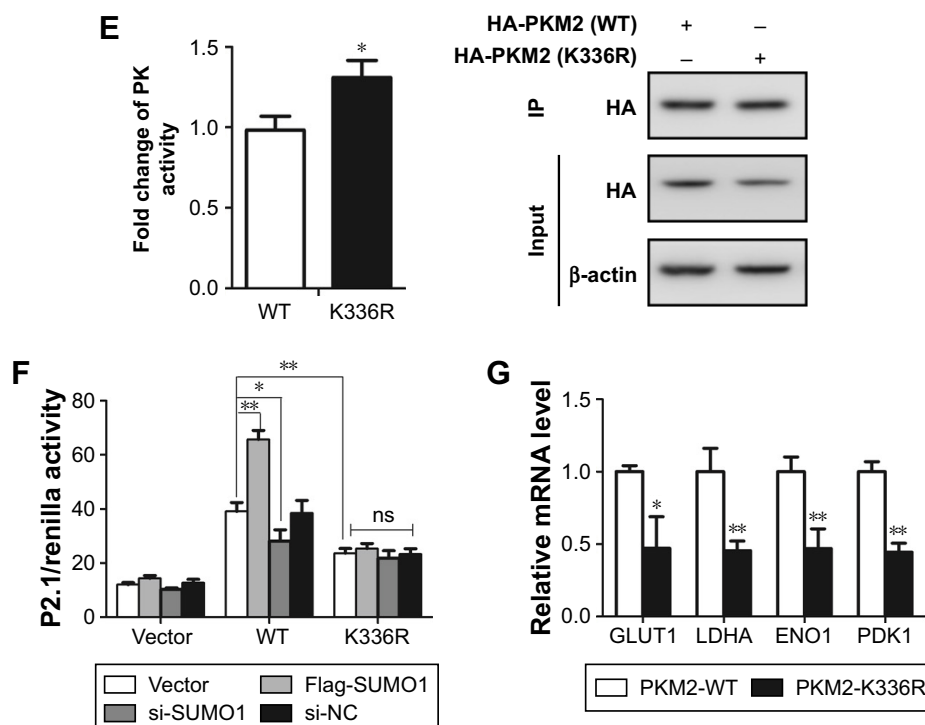 E
Fold change of PK
activity
1.5
1.0
0.5
0.0
*
WT
K336R
HA-PKM2 (WT)
+
–
HA-PKM2 (K336R)
–
+
IP
HA
Input
HA
β-actin
F
P2.1/renilla activity
80
60
40
20
0
**
*
**
ns
Vector
WT
K336R
Vector
Flag-SUMO1
si-SUMO1
si-NC
G
Relative mRNA level
1.5
1.0
0.5
0.0
*
**
**
**
GLUT1
LDHA
ENO1
PDK1
PKM2-WT
PKM2-K336R